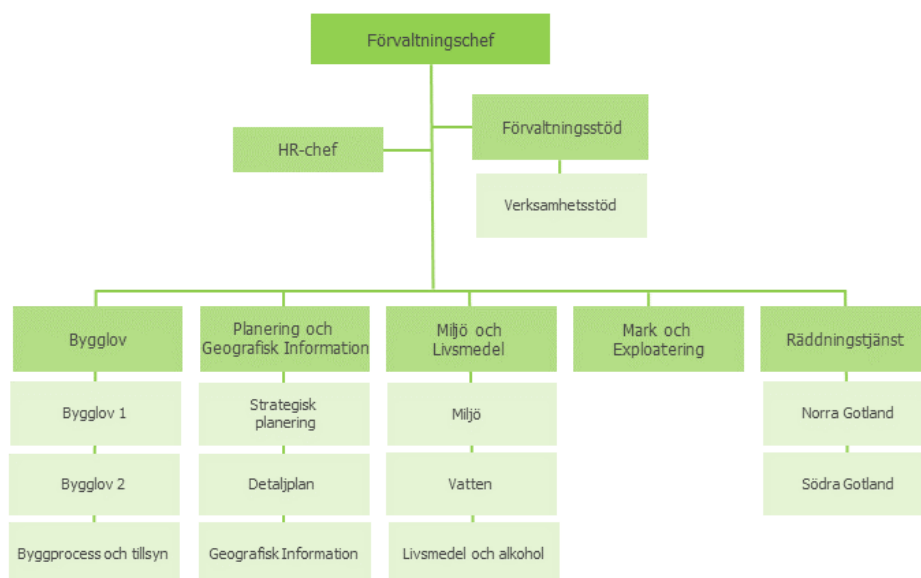 Förvaltningschef
Förvaltningsstöd
HR-chef
Verksamhetsstöd
Bygglov
Planering och
Geografisk Information
Miljö och
Livsmedel
Mark och
Exploatering
Räddningstjänst
Bygglov 1
Strategisk
planering
Miljö
Norra Gotland
Bygglov 2
Detaljplan
Vatten
Södra Gotland
Byggprocess och tillsyn
Geografisk Information
Livsmedel och alkohol